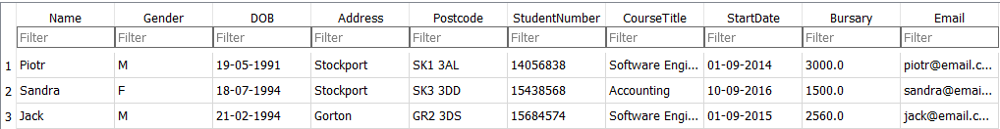 Name Gender DOB Address Postcode StudentNumber CourseTitle StartDate Bursary Email
Filter Filter Filter Filter Filter Filter Filter Filter Filter Filter
1 Piotr M 19-05-1991 Stockport SK1 3AL 14056838 Software Engi... 01-09-2014 3000.0 piotr@email.c...
2 Sandra F 18-07-1994 Stockport SK3 3DD 15438568 Accounting 10-09-2016 1500.0 sandra@emai...
3 Jack M 21-02-1994 Gorton GR2 3DS 15684574 Software Engi... 01-09-2015 2560.0 jack@email.c...